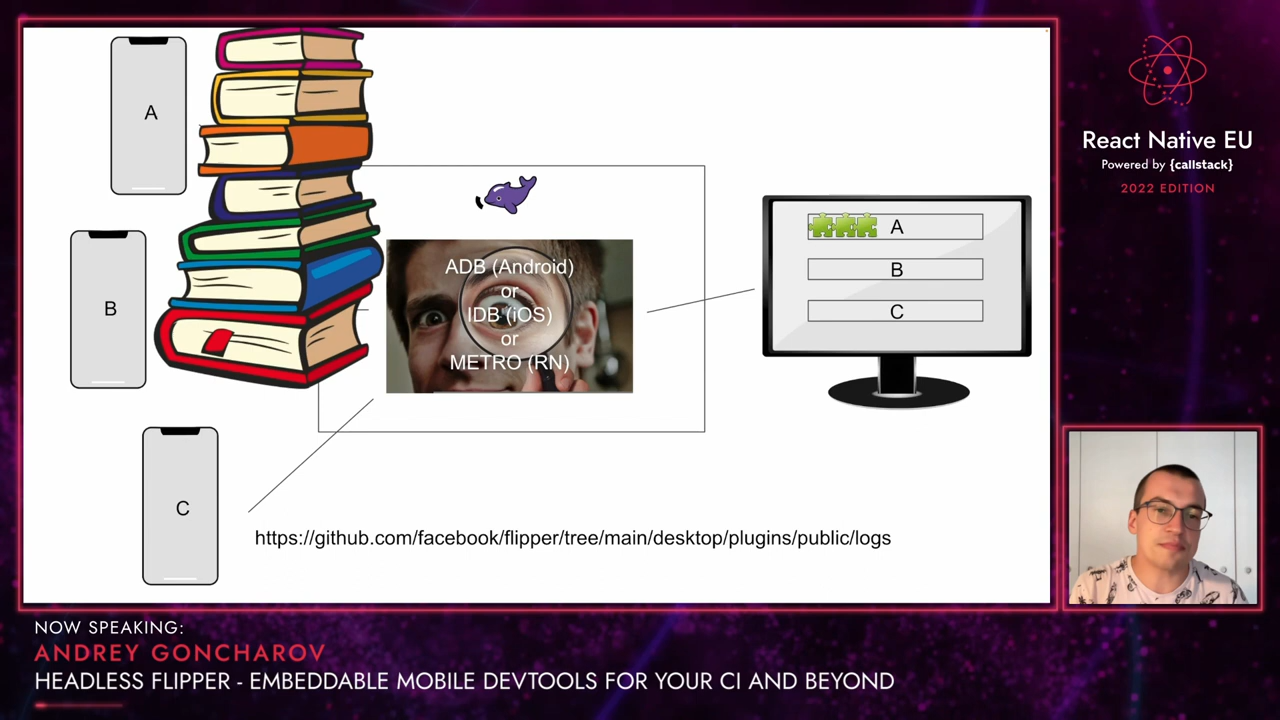 A
B
C
ADB (Android)
or
IDB (iOS)
or
METRO (RN)
A
B
C
https://github.com/facebook/flipper/tree/main/desktop/plugins/public/logs
React Native EU
Powered by {callstack}
2022 EDITION
NOW SPEAKING:
ANDREY GONCHAROV
HEADLESS FLIPPER - EMBEDDABLE MOBILE DEVTOOLS FOR YOUR CI AND BEYOND